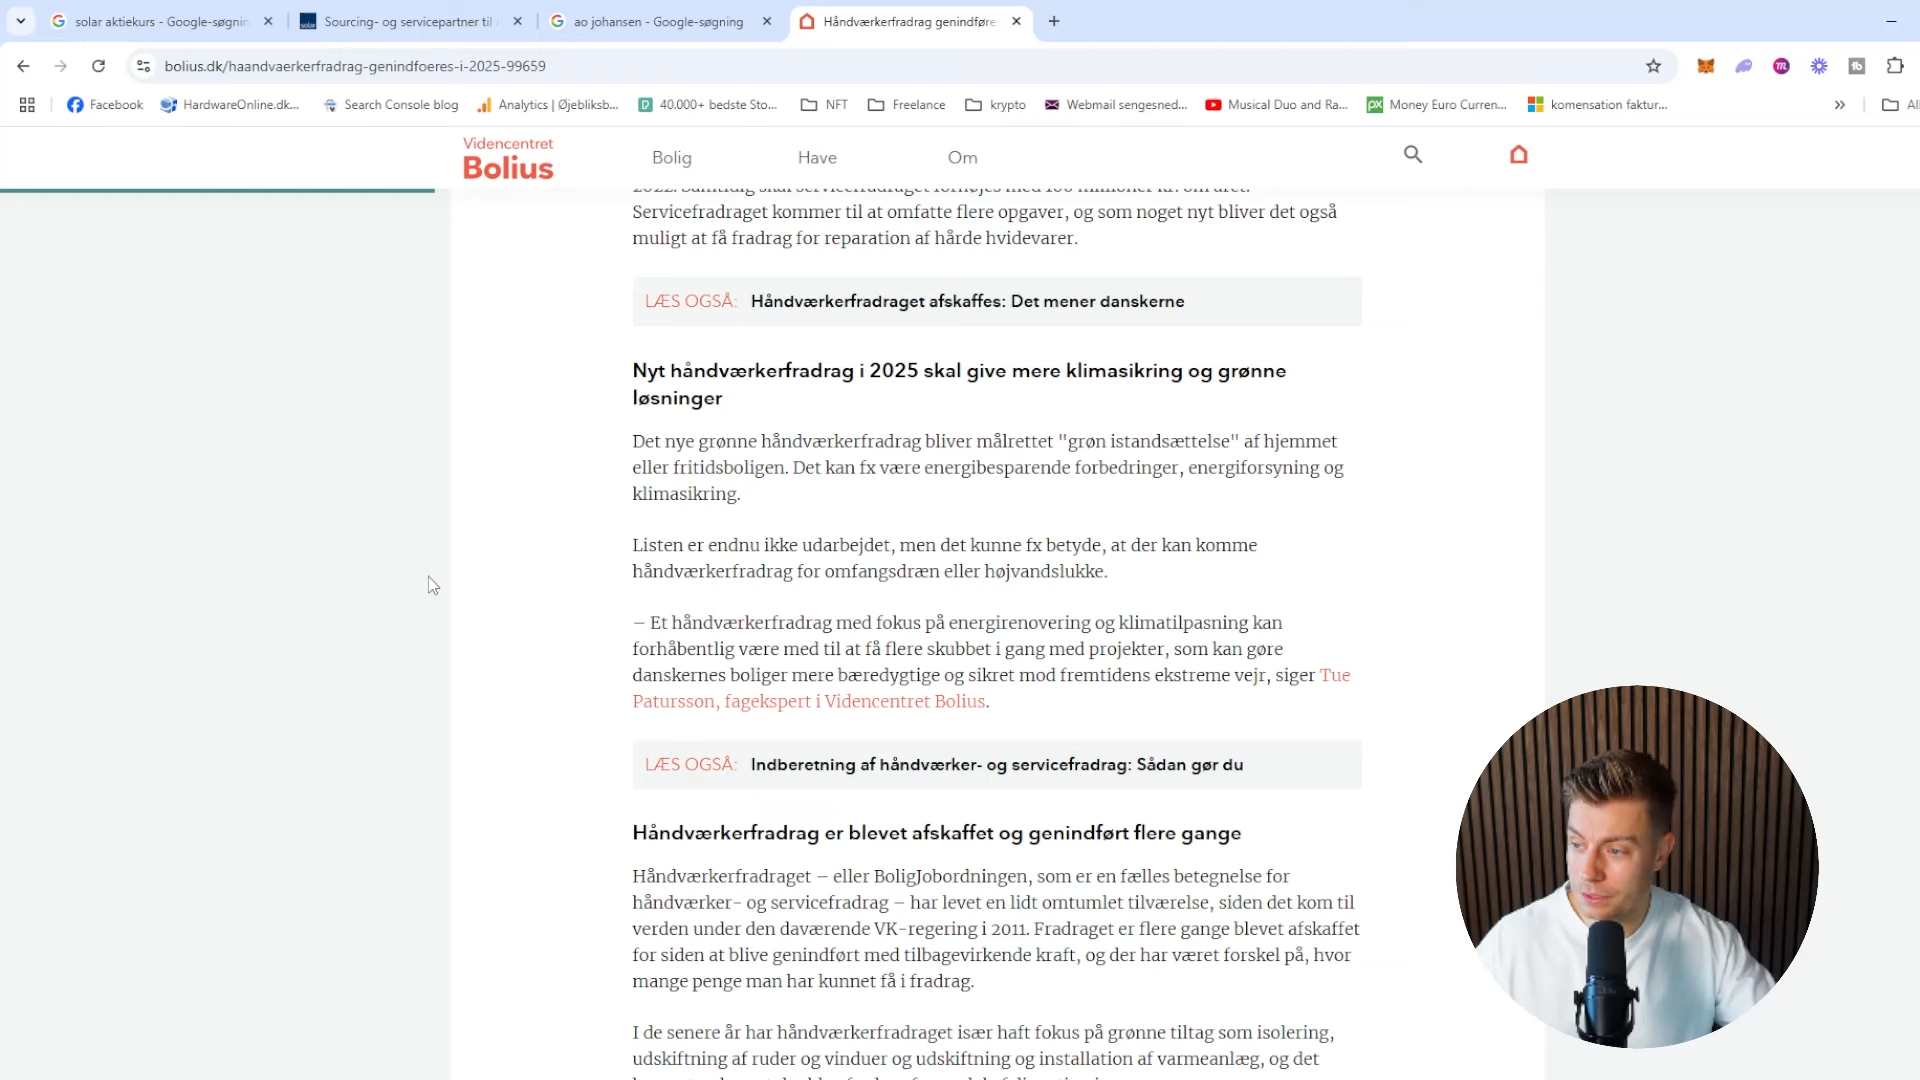 solar aktiekurs - Google-søgnin
Sourcing- og servicepartner til
ao johansen - Google-søgning
Håndværkerfradrag genindføre
bolius.dk/haandvaerkerfradrag-genindfoeres-i-2025-99659
Facebook
HardwareOnline.dk...
Search Console blog
Analytics | Øjebliksb...
40.000+ bedste Sto...
NFT
Freelance
krypto
Webmail sengesned...
Musical Duo and Ra...
Money Euro Curren...
komensation faktur...
Videncentret
Bolius
Bolig
Have
Om
2022. Samtidig skal servicefradraget forhøjes med 100 millioner kr. om året.
Servicefradraget kommer til at omfatte flere opgaver, og som noget nyt bliver det også
muligt at få fradrag for reparation af hårde hvidevarer.
LÆS OGSÅ: Håndværkerfradraget afskaffes: Det mener danskerne
Nyt håndværkerfradrag i 2025 skal give mere klimasikring og grønne
løsninger
Det nye grønne håndværkerfradrag bliver målrettet "grøn istandsættelse" af hjemmet
eller fritidsboligen. Det kan fx være energibesparende forbedringer, energiforsyning og
klimasikring.
Listen er endnu ikke udarbejdet, men det kunne fx betyde, at der kan komme
håndværkerfradrag for omfangsdræn eller højvandslukke.
– Et håndværkerfradrag med fokus på energirenovering og klimatilpasning kan
forhåbentlig være med til at få flere skubbet i gang med projekter, som kan gøre
danskernes boliger mere bæredygtige og sikret mod fremtidens ekstreme vejr, siger Tue
Patursson, fagekspert i Videncentret Bolius.
LÆS OGSÅ: Indberetning af håndværker- og servicefradrag: Sådan gør du
Håndværkerfradrag er blevet afskaffet og genindført flere gange
Håndværkerfradraget – eller BoligJobordningen, som er en fælles betegnelse for
håndværker- og servicefradrag – har levet en lidt omtumlet tilværelse, siden det kom til
verden under den daværende VK-regering i 2011. Fradraget er flere gange blevet afskaffet
for siden at blive genindført med tilbagevirkende kraft, og der har været forskel på, hvor
mange penge man har kunnet få i fradrag.
I de senere år har håndværkerfradraget især haft fokus på grønne tiltag som isolering,
udskiftning af ruder og vinduer og udskiftning og installation af varmeanlæg, og det